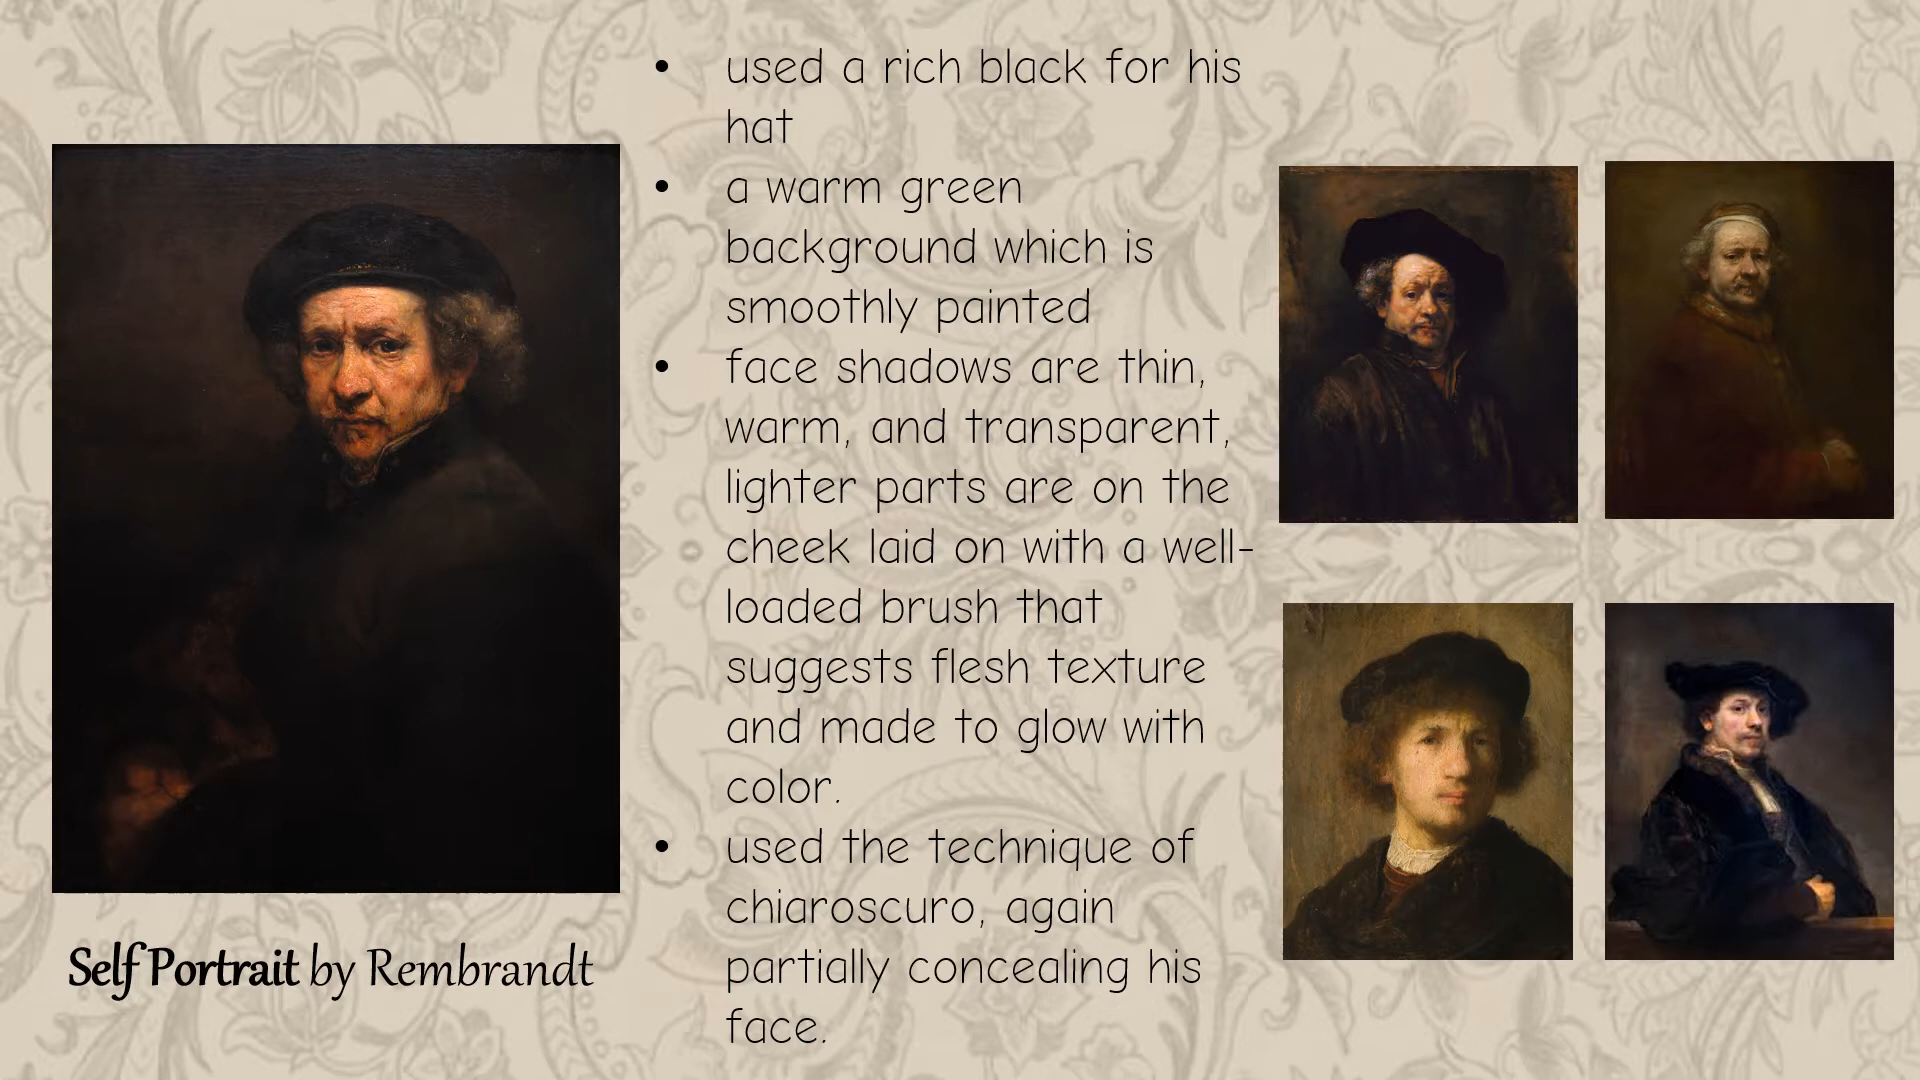 • used a rich black for his
hat
• a warm green
background which is
smoothly painted
• face shadows are thin,
warm, and transparent,
lighter parts are on the
cheek laid on with a well-
loaded brush that
suggests flesh texture
and made to glow with
color.
• used the technique of
chiaroscuro, again
partially concealing his
face.
Self Portrait by Rembrandt